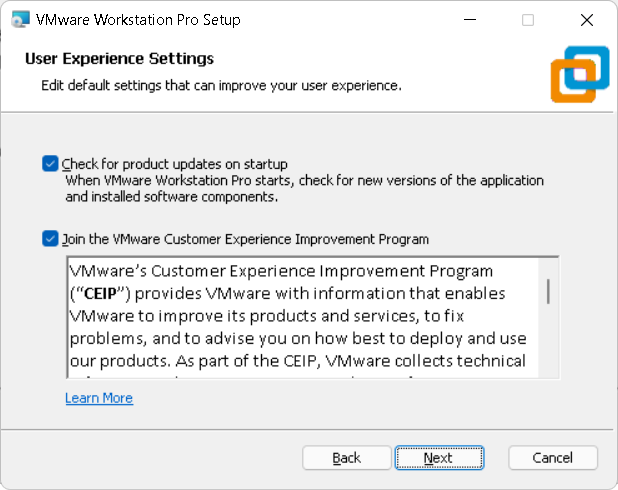 VMware Workstation Pro Setup
User Experience Settings
Edit default settings that can improve your user experience.
Check for product updates on startup
When VMware Workstation Pro starts, check for new versions of the application
and installed software components.
Join the VMware Customer Experience Improvement Program
VMware's Customer Experience Improvement Program
("CEIP") provides VMware with information that enables
VMware to improve its products and services, to fix
problems, and to advise you on how best to deploy and use
our products. As part of the CEIP, VMware collects technical
Learn More
Back
Next
Cancel